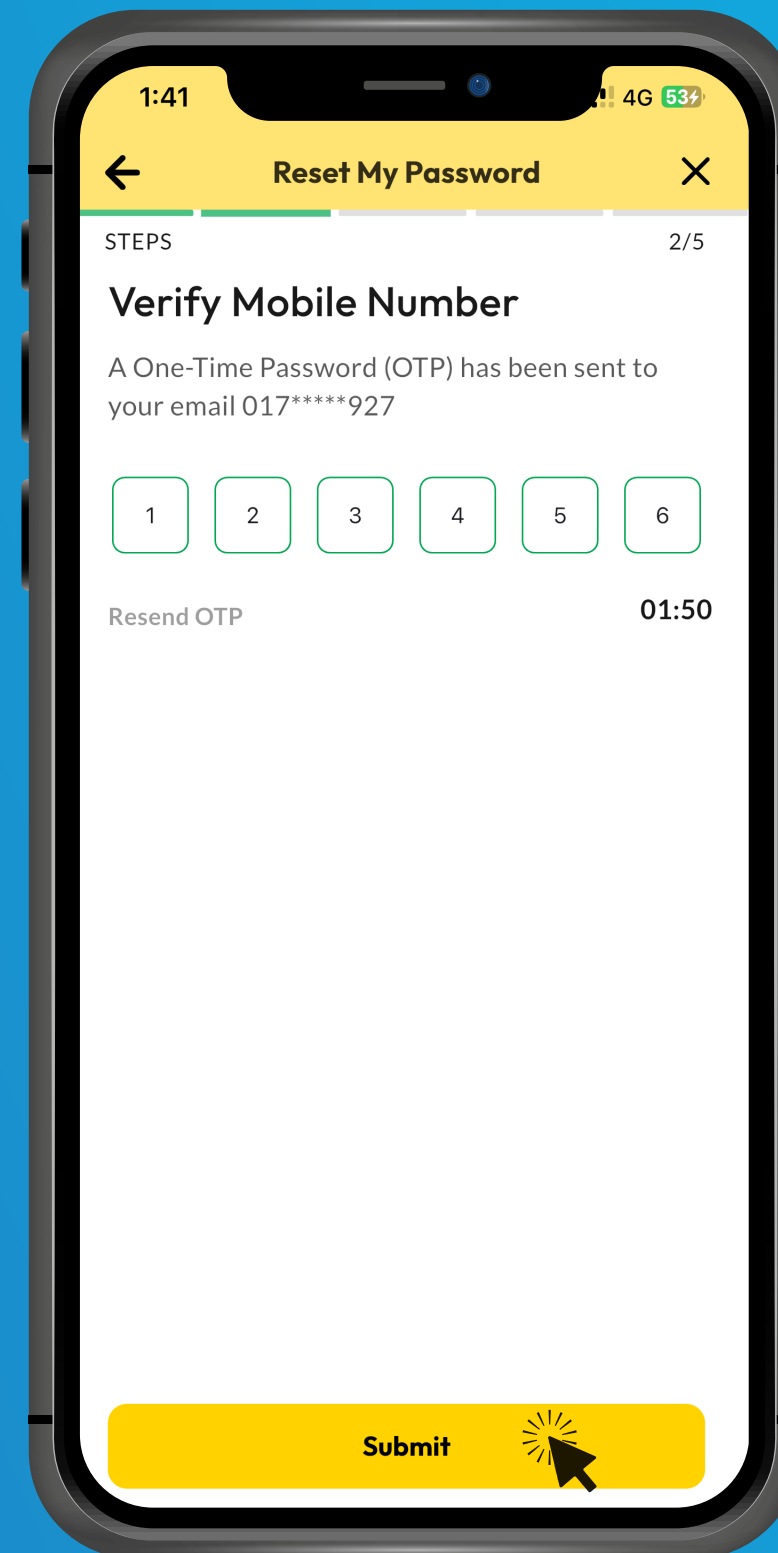 1:41 4G 53
Reset My Password
STEPS 2/5
Verify Mobile Number
A One-Time Password (OTP) has been sent to
your email 017*****927
1 2 3 4 5 6
Resend OTP 01:50
Submit